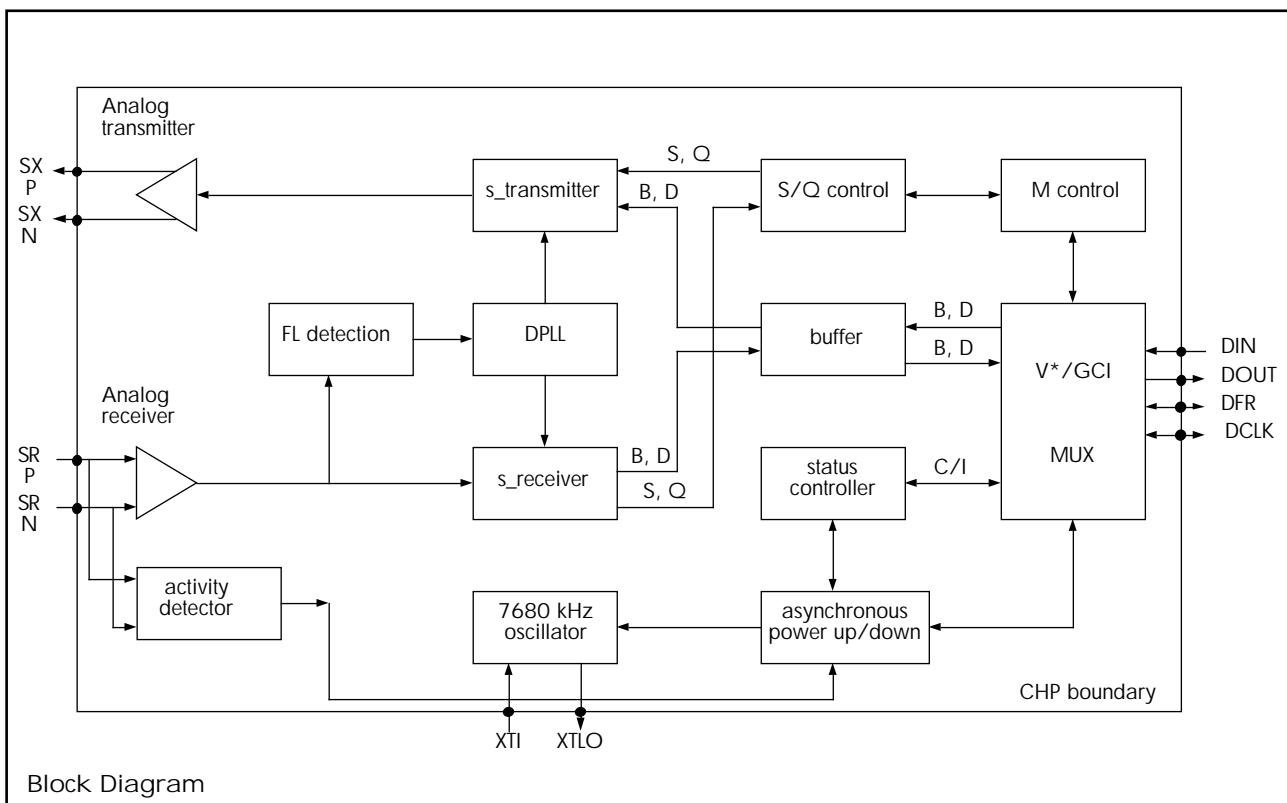 Analog
transmitter
SX
P
SX
N
s_transmitter
S, Q
B, D
S/Q control
M control
FL detection
DPLL
buffer
B, D
B, D
V*/GCI
MUX
DIN
DOUT
DFR
DCLK
Analog
receiver
SR
P
SR
N
s_receiver
B, D
S, Q
status
controller
C/I
activity
detector
7680 kHz
oscillator
asynchronous
power up/down
CHP boundary
XTI
XTLO
Block Diagram